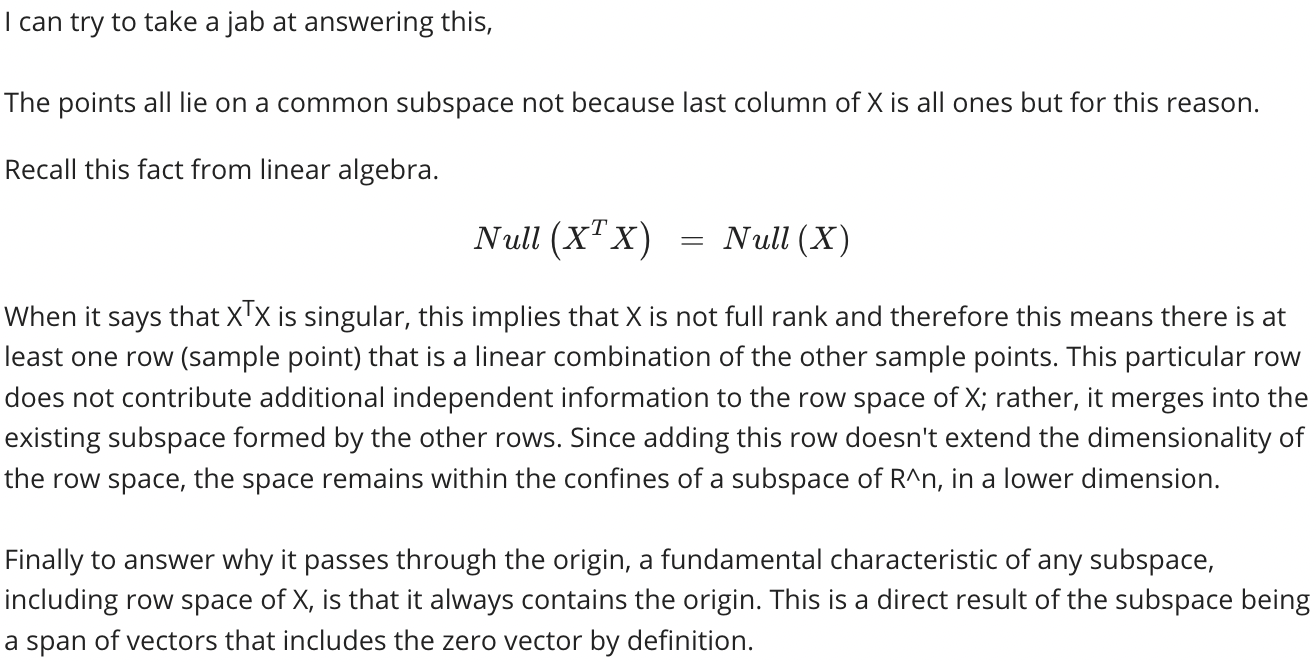 I can try to take a jab at answering this,
The points all lie on a common subspace not because last column of X is all ones but for this reason.
Recall this fact from linear algebra.
Null (XᵀX) = Null (X)
When it says that XᵀX is singular, this implies that X is not full rank and therefore this means there is at
least one row (sample point) that is a linear combination of the other sample points. This particular row
does not contribute additional independent information to the row space of X; rather, it merges into the
existing subspace formed by the other rows. Since adding this row doesn't extend the dimensionality of
the row space, the space remains within the confines of a subspace of R^n, in a lower dimension.
Finally to answer why it passes through the origin, a fundamental characteristic of any subspace,
including row space of X, is that it always contains the origin. This is a direct result of the subspace being
a span of vectors that includes the zero vector by definition.